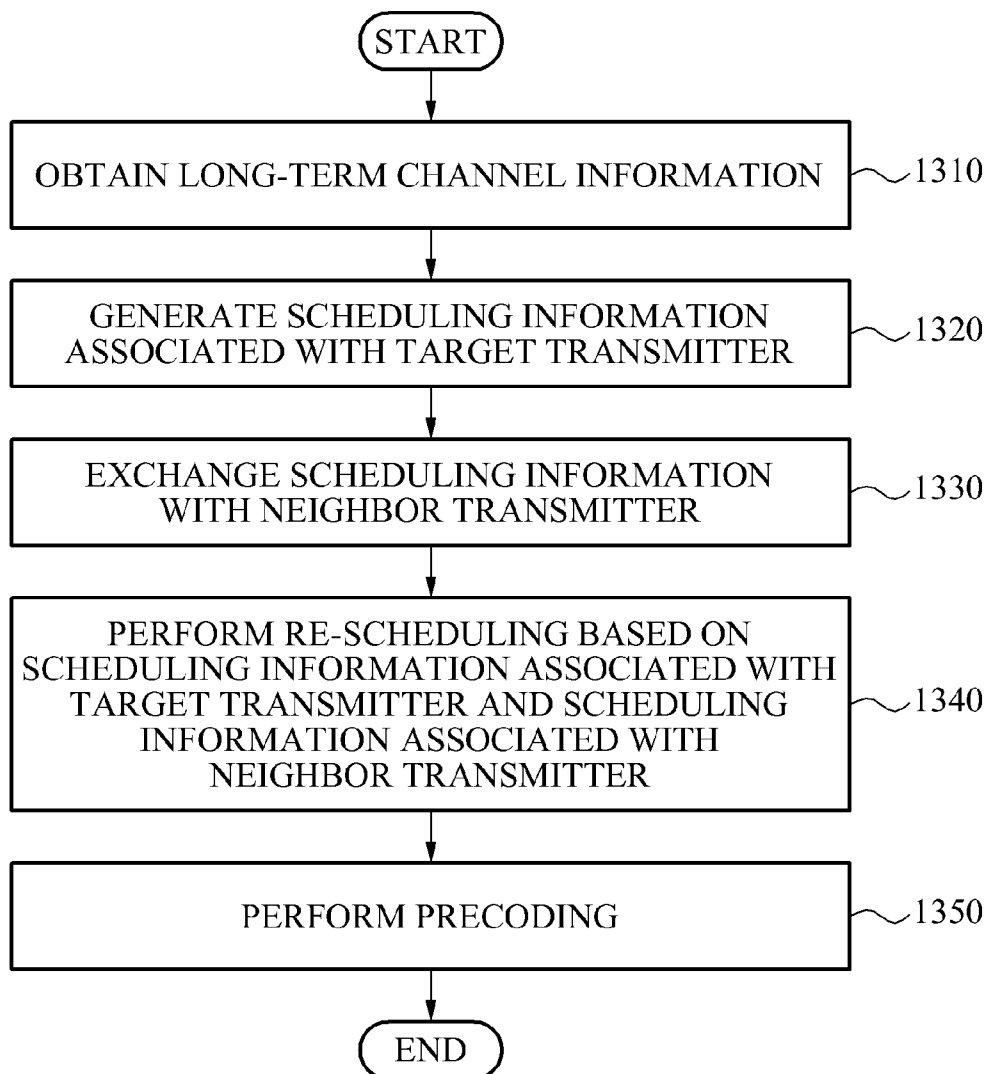 START
OBTAIN LONG-TERM CHANNEL INFORMATION
1310
GENERATE SCHEDULING INFORMATION
ASSOCIATED WITH TARGET TRANSMITTER
1320
EXCHANGE SCHEDULING INFORMATION
WITH NEIGHBOR TRANSMITTER
1330
PERFORM RE-SCHEDULING BASED ON
SCHEDULING INFORMATION ASSOCIATED WITH
TARGET TRANSMITTER AND SCHEDULING
INFORMATION ASSOCIATED WITH
NEIGHBOR TRANSMITTER
1340
PERFORM PRECODING
1350
END